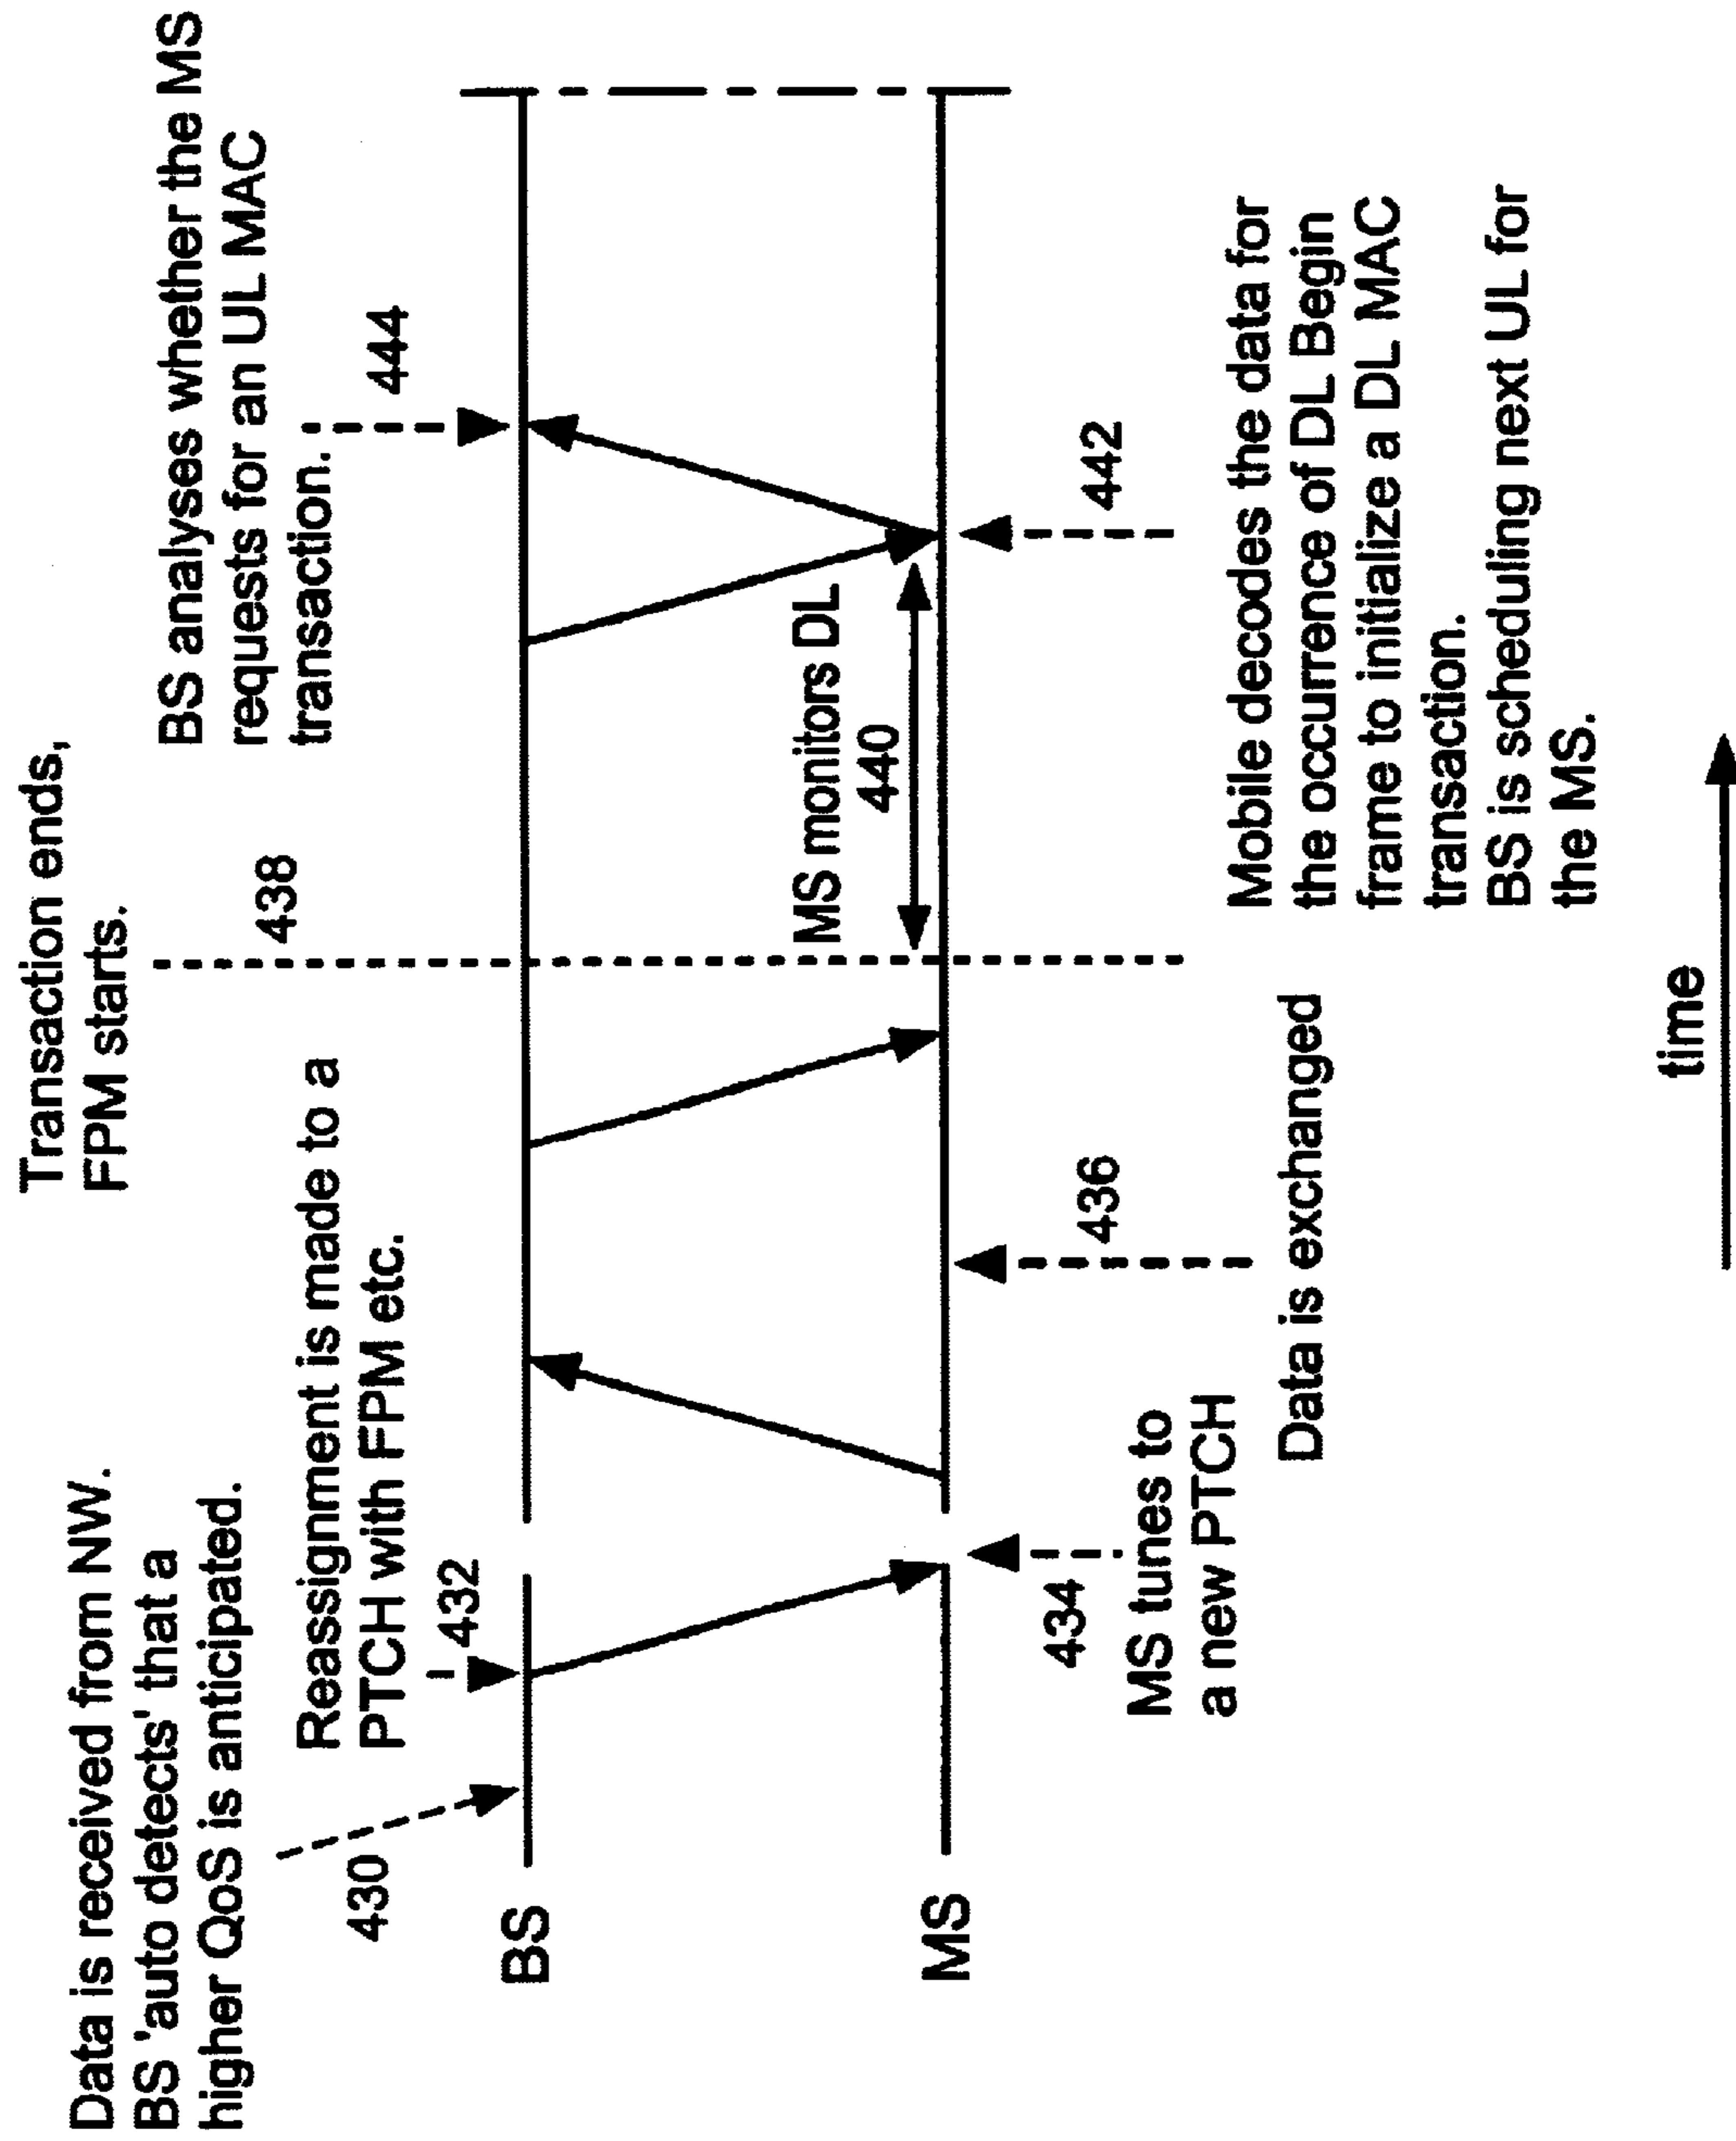 Data is received from NW.
BS 'auto detects' that a
higher QoS is anticipated.
430
Reassignment is made to a
PTCH with FPM etc.
432
Transaction ends,
FPM starts.
438
BS analyses whether the MS
requests for an UL MAC
transaction.
444
BS
MS monitors DL
440
MS
434
MS tunes to
a new PTCH
436
Data is exchanged
442
Mobile decodes the data for
the occurrence of DL Begin
frame to initialize a DL MAC
transaction.
BS is scheduling next UL for
the MS.
time